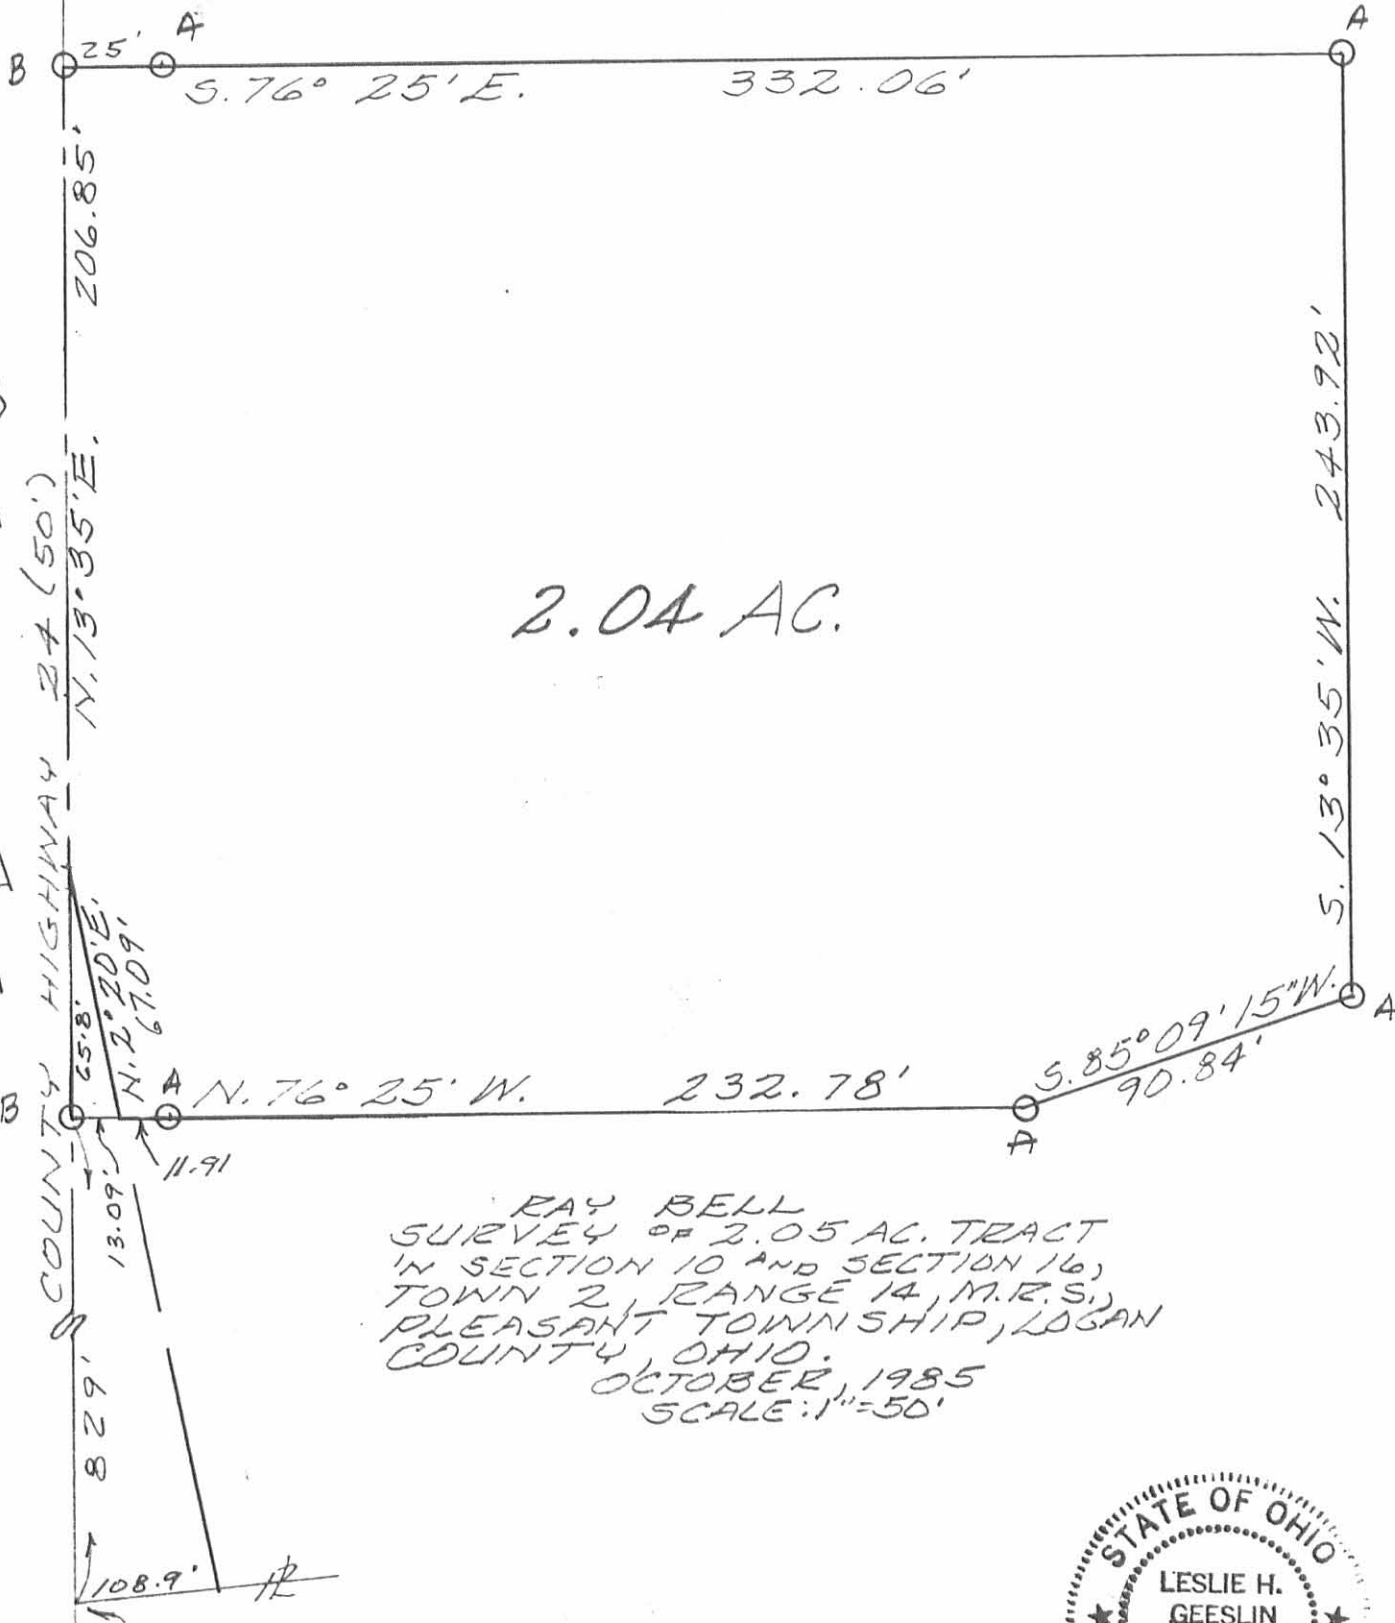 A
A
B
25'
S. 76° 25' E.
332.06'
206.85'
N. 13° 35' E.
COUNTY HIGHWAY 24 (50')
243.92'
S. 13° 35' W.
2.04 AC.
65.8'
N. 2° 20' E.
67.09'
S. 85° 09' 15" W.
90.84'
A
B
A
N. 76° 25' W.
232.78'
A
13.09'
11.91
RAY BELL
SURVEY OF 2.05 AC. TRACT
IN SECTION 10 AND SECTION 16,
TOWN 2, RANGE 14, M.R.S.,
PLEASANT TOWNSHIP, LOGAN
COUNTY, OHIO.
OCTOBER, 1985
SCALE: 1"=50'
829'
108.9'
PL
STATE OF OHIO
LESLIE H.
GEESLIN